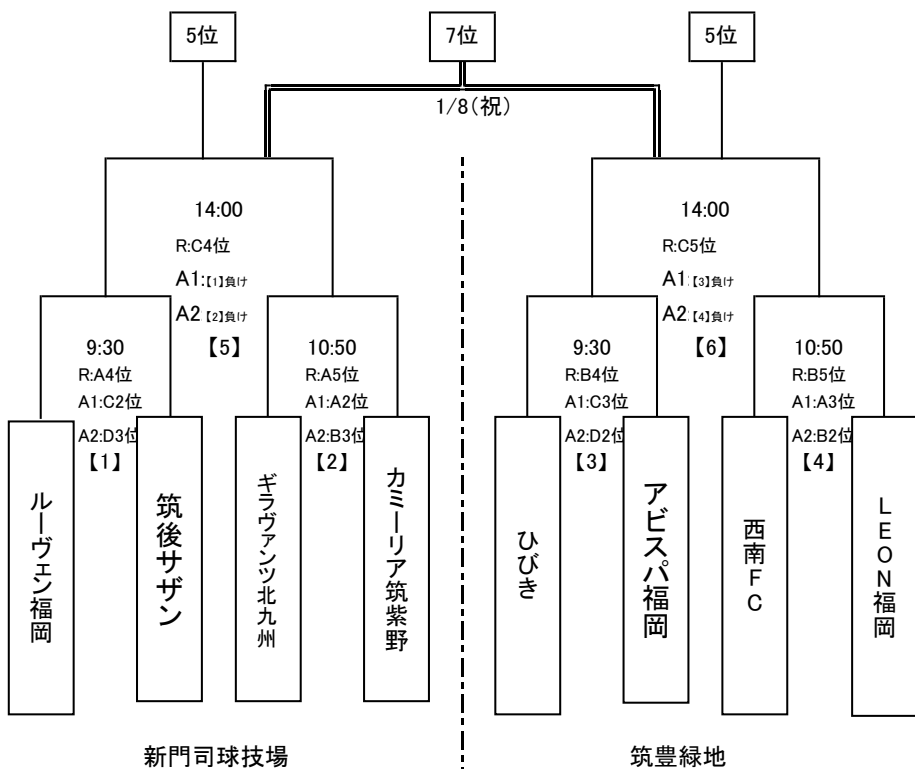 5位
7位
5位
1/8(祝)
14:00
R:C4位
A1:【1】負け
A2【2】負け
【5】
14:00
R:C5位
A1:【3】負け
A2:【4】負け
【6】
9:30
R:A4位
A1:C2位
A2:D3位
【1】
10:50
R:A5位
A1:A2位
A2:B3位
【2】
9:30
R:B4位
A1:C3位
A2:D2位
【3】
10:50
R:B5位
A1:A3位
A2:B2位
【4】
ルーヴェン福岡
筑後サザン
ギラヴァンツ北九州
カミーリア筑紫野
ひびき
アビスパ福岡
西南FC
LEON福岡
新門司球技場
筑豊緑地